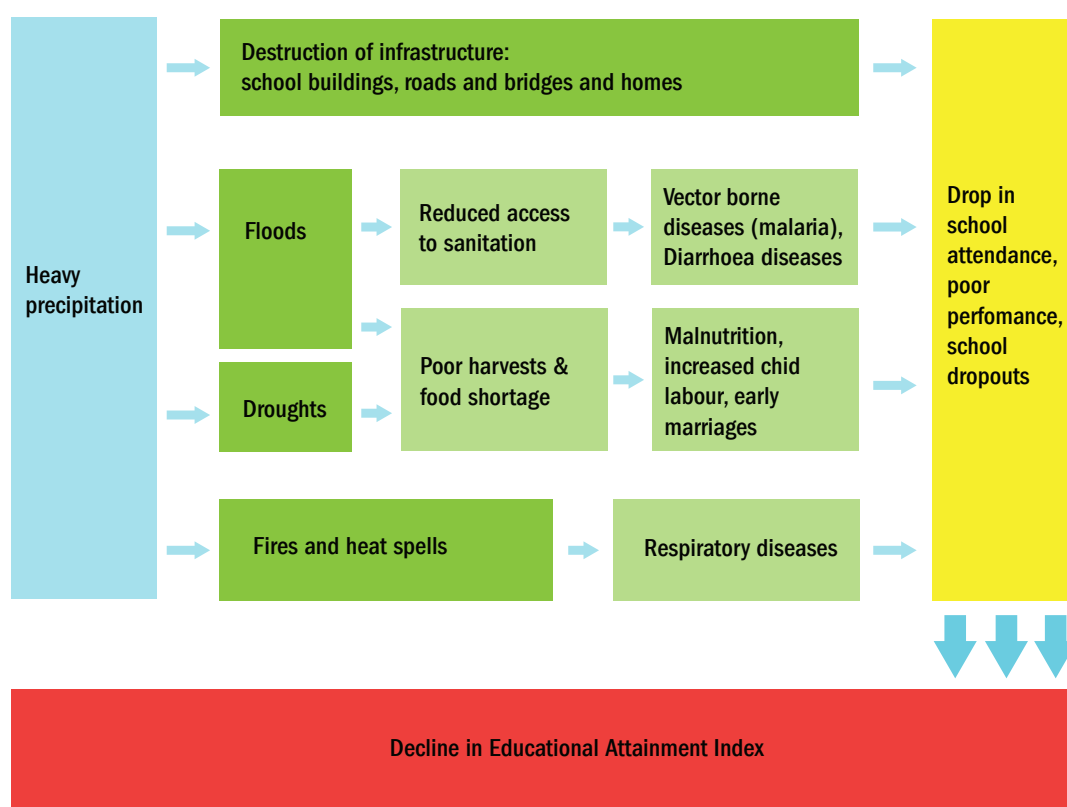 Heavy
precipitation
Destruction of infrastructure:
school buildings, roads and bridges and homes
Floods
Reduced access
to sanitation
Vector borne
diseases (malaria),
Diarrhoea diseases
Droughts
Poor harvests &
food shortage
Malnutrition,
increased chid
labour, early
marriages
Fires and heat spells
Respiratory diseases
Drop in
school
attendance,
poor
perfomance,
school
dropouts
Decline in Educational Attainment Index